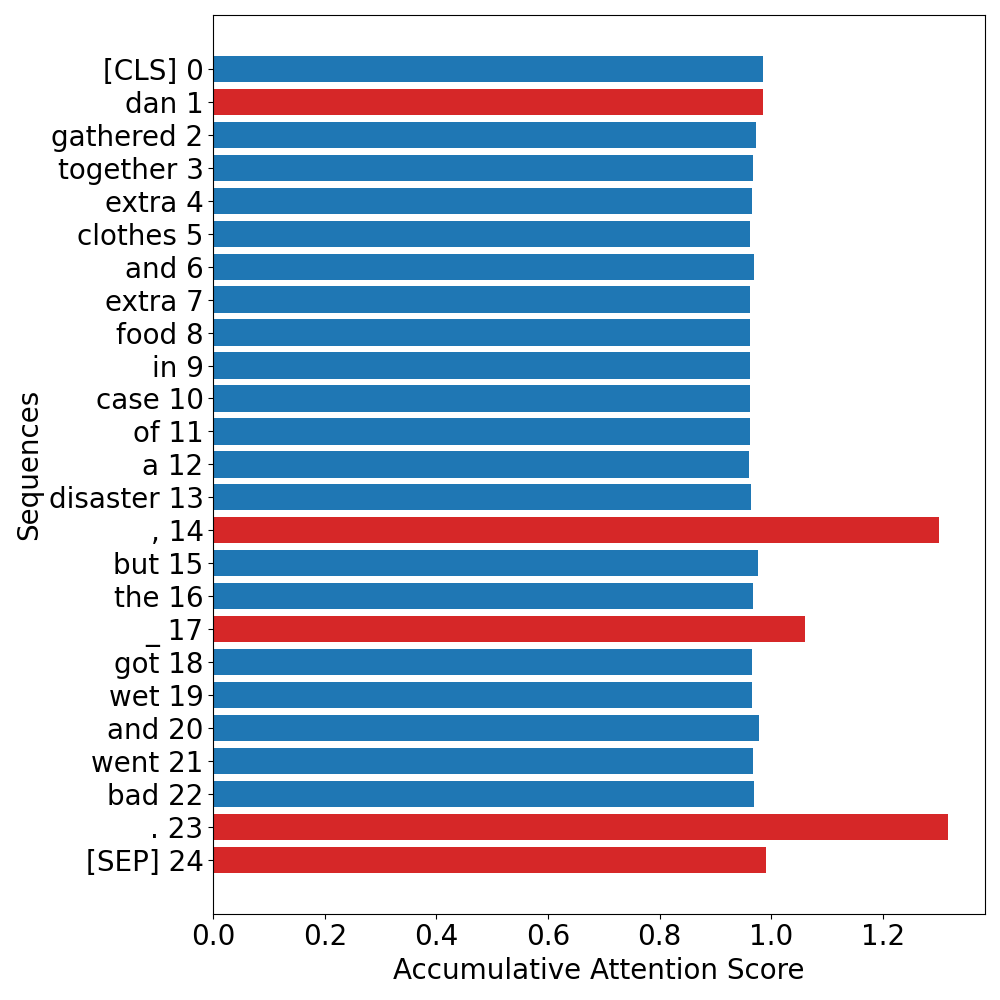 [CLS] 0
dan 1
gathered 2
together 3
extra 4
clothes 5
and 6
extra 7
food 8
in 9
case 10
of 11
a 12
disaster 13
, 14
but 15
the 16
_ 17
got 18
wet 19
and 20
went 21
bad 22
. 23
[SEP] 24
Sequences
0.0 0.2 0.4 0.6 0.8 1.0 1.2
Accumulative Attention Score